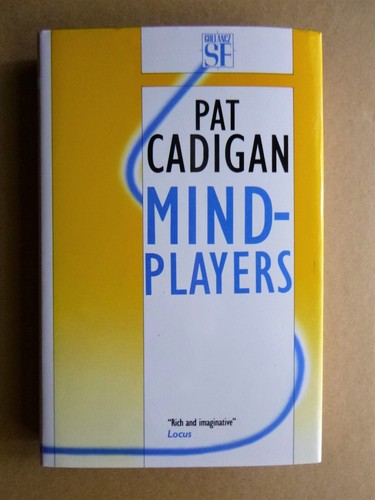 GOLLANCZ
SF
PAT
CADIGAN
MIND-
PLAYERS
"Rich and imaginative"
Locus